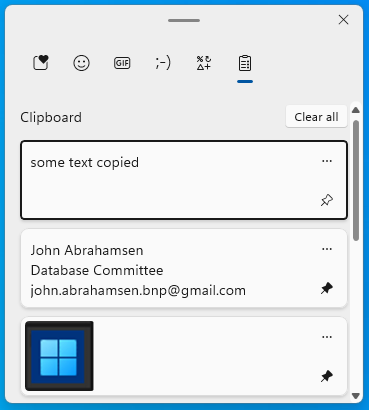 GIF
;-)
Clipboard
Clear all
some text copied
John Abrahamsen
Database Committee
john.abrahamsen.bnp@gmail.com